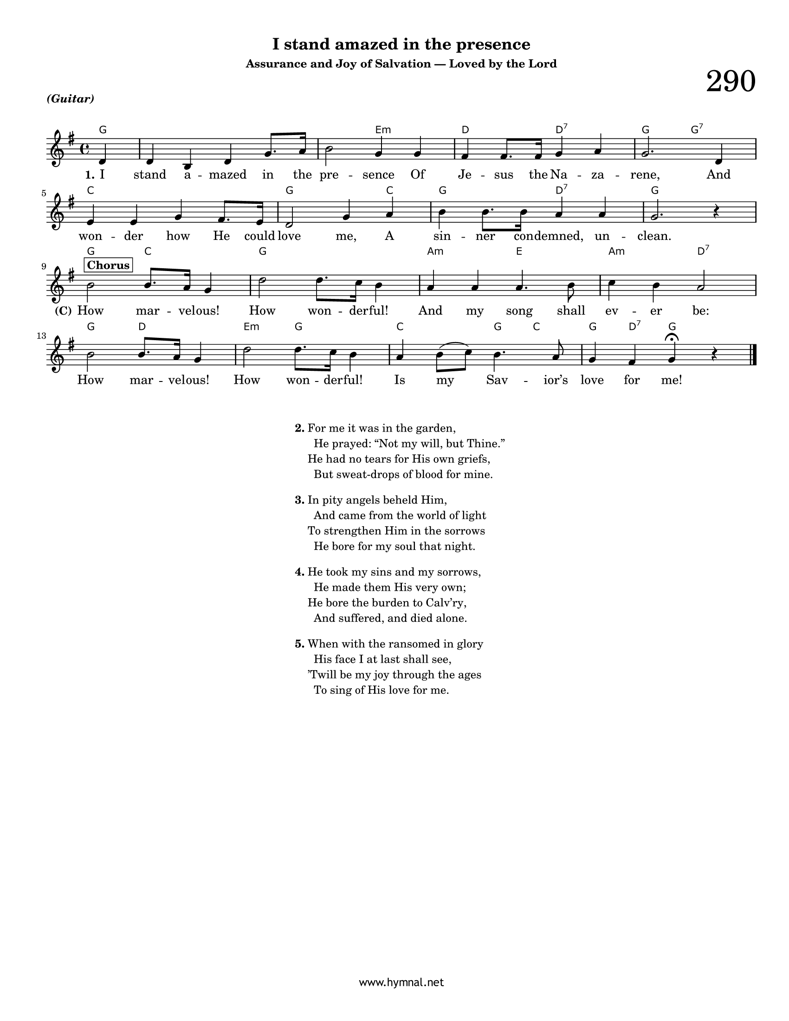 I stand amazed in the presence
Assurance and Joy of Salvation — Loved by the Lord
290
(Guitar)
G Em D D7 G G7
1. I stand a - mazed in the pre - sence Of Je - sus the Na - za - rene, And
5
C G C G D7 G
won - der how He could love me, A sin - ner condemned, un - clean.
9
G C G Am E Am D7
Chorus
(C) How mar - velous! How won - derful! And my song shall ev - er be:
13
G D Em G C G C G D7 G
How mar - velous! How won - derful! Is my Sav - ior's love for me!
2. For me it was in the garden,
He prayed: “Not my will, but Thine.”
He had no tears for His own griefs,
But sweat-drops of blood for mine.
3. In pity angels beheld Him,
And came from the world of light
To strengthen Him in the sorrows
He bore for my soul that night.
4. He took my sins and my sorrows,
He made them His very own;
He bore the burden to Calv’ry,
And suffered, and died alone.
5. When with the ransomed in glory
His face I at last shall see,
’Twill be my joy through the ages
To sing of His love for me.
www.hymnal.net